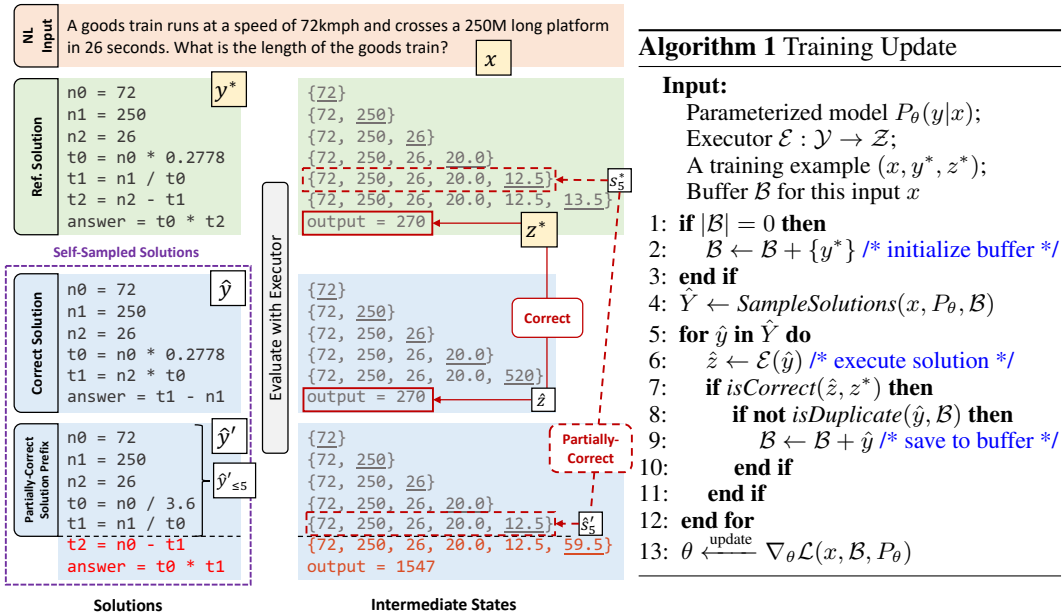 NL
Input
A goods train runs at a speed of 72kmph and crosses a 250M long platform
in 26 seconds. What is the length of the goods train?
x
Ref. Solution
y*
n0 = 72
n1 = 250
n2 = 26
t0 = n0 * 0.2778
t1 = n1 / t0
t2 = n2 - t1
answer = t0 * t2
{72}
{72, 250}
{72, 250, 26}
{72, 250, 26, 20.0}
{72, 250, 26, 20.0, 12.5}
{72, 250, 26, 20.0, 12.5, 13.5}
output = 270
s*5
z*
Evaluate with Executor
Self-Sampled Solutions
Correct Solution
ŷ
n0 = 72
n1 = 250
n2 = 26
t0 = n0 * 0.2778
t1 = n2 * t0
answer = t1 - n1
{72}
{72, 250}
{72, 250, 26}
{72, 250, 26, 20.0}
{72, 250, 26, 20.0, 520}
output = 270
Correct
ẑ
Partially-Correct
Solution Prefix
ŷ′
ŷ′≤5
n0 = 72
n1 = 250
n2 = 26
t0 = n0 / 3.6
t1 = n1 / t0
t2 = n0 - t1
answer = t0 * t1
{72}
{72, 250}
{72, 250, 26}
{72, 250, 26, 20.0}
{72, 250, 26, 20.0, 12.5}
{72, 250, 26, 20.0, 12.5, 59.5}
output = 1547
Partially-
Correct
ŝ′5
Solutions
Intermediate States
Algorithm 1 Training Update
Input:
Parameterized model Pθ(y|x);
Executor ℰ : 𝒴 → 𝒵;
A training example (x, y*, z*);
Buffer ℬ for this input x
1: if |ℬ| = 0 then
2: ℬ ← ℬ + {y*} /* initialize buffer */
3: end if
4: Ŷ ← SampleSolutions(x, Pθ, ℬ)
5: for ŷ in Ŷ do
6: ẑ ← ℰ(ŷ) /* execute solution */
7: if isCorrect(ẑ, z*) then
8: if not isDuplicate(ŷ, ℬ) then
9: ℬ ← ℬ + ŷ /* save to buffer */
10: end if
11: end if
12: end for
13: θ ←update ∇θℒ(x, ℬ, Pθ)